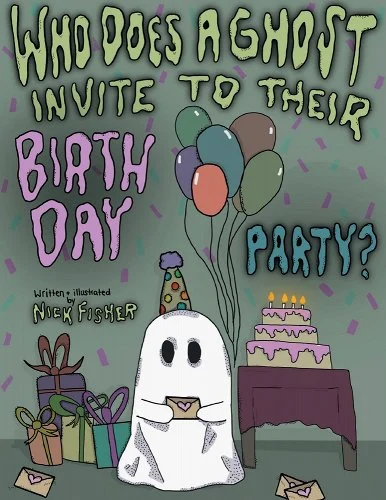 WHO DOES A GHOST
INVITE TO THEIR
BIRTH
DAY
PARTY?
Written + illustrated
by
NICK FISHER